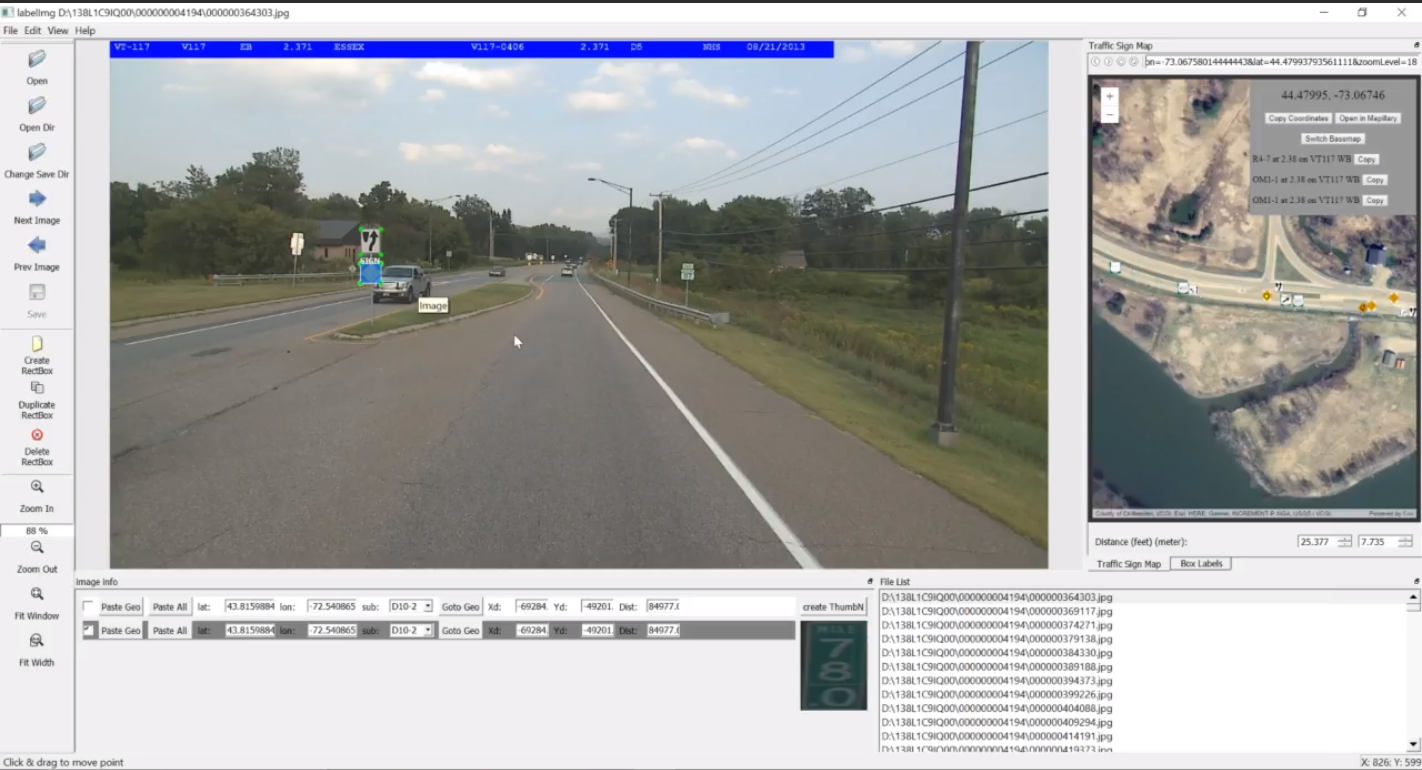 labelImg D:\138L1C9IQ00\000000004194\000000364303.jpg
File Edit View Help
Open
Open Dir
Change Save Dir
Next Image
Prev Image
Save
Create
RectBox
Duplicate
RectBox
Delete
RectBox
Zoom In
88 %
Zoom Out
Fit Window
Fit Width
VT-117 V117 EB 2.371 ESSEX V117-0406 2.371 D5 NHS 08/21/2013
SIGN
Image
Traffic Sign Map
on=-73.06758014444443&lat=44.47993793561111&zoomLevel=18
+
−
44.47995, -73.06746
Copy Coordinates Open in Mapillary
Switch Basemap
R4-7 at 2.38 on VT117 WB Copy
OM1-1 at 2.38 on VT117 WB Copy
OM1-1 at 2.38 on VT117 WB Copy
Distance (feet) (meter): 25.377 7.735
Traffic Sign Map Box Labels
Image Info
Paste Geo Paste All lat: 43.8159884 lon: -72.540865 sub: D10-2 Goto Geo Xd: -69284. Yd: -49201. Dist: 84977.(
Paste Geo Paste All lat: 43.8159884 lon: -72.540865 sub: D10-2 Goto Geo Xd: -69284. Yd: -49201. Dist: 84977.(
create ThumbN
MILE
7
8
.0
File List
D:\138L1C9IQ00\000000004194\000000364303.jpg
D:\138L1C9IQ00\000000004194\000000369117.jpg
D:\138L1C9IQ00\000000004194\000000374271.jpg
D:\138L1C9IQ00\000000004194\000000379138.jpg
D:\138L1C9IQ00\000000004194\000000384330.jpg
D:\138L1C9IQ00\000000004194\000000389188.jpg
D:\138L1C9IQ00\000000004194\000000394373.jpg
D:\138L1C9IQ00\000000004194\000000399226.jpg
D:\138L1C9IQ00\000000004194\000000404088.jpg
D:\138L1C9IQ00\000000004194\000000409294.jpg
D:\138L1C9IQ00\000000004194\000000414191.jpg
D:\138L1C9IQ00\000000004194\000000419373.jpg
Click & drag to move point
X: 826; Y: 599